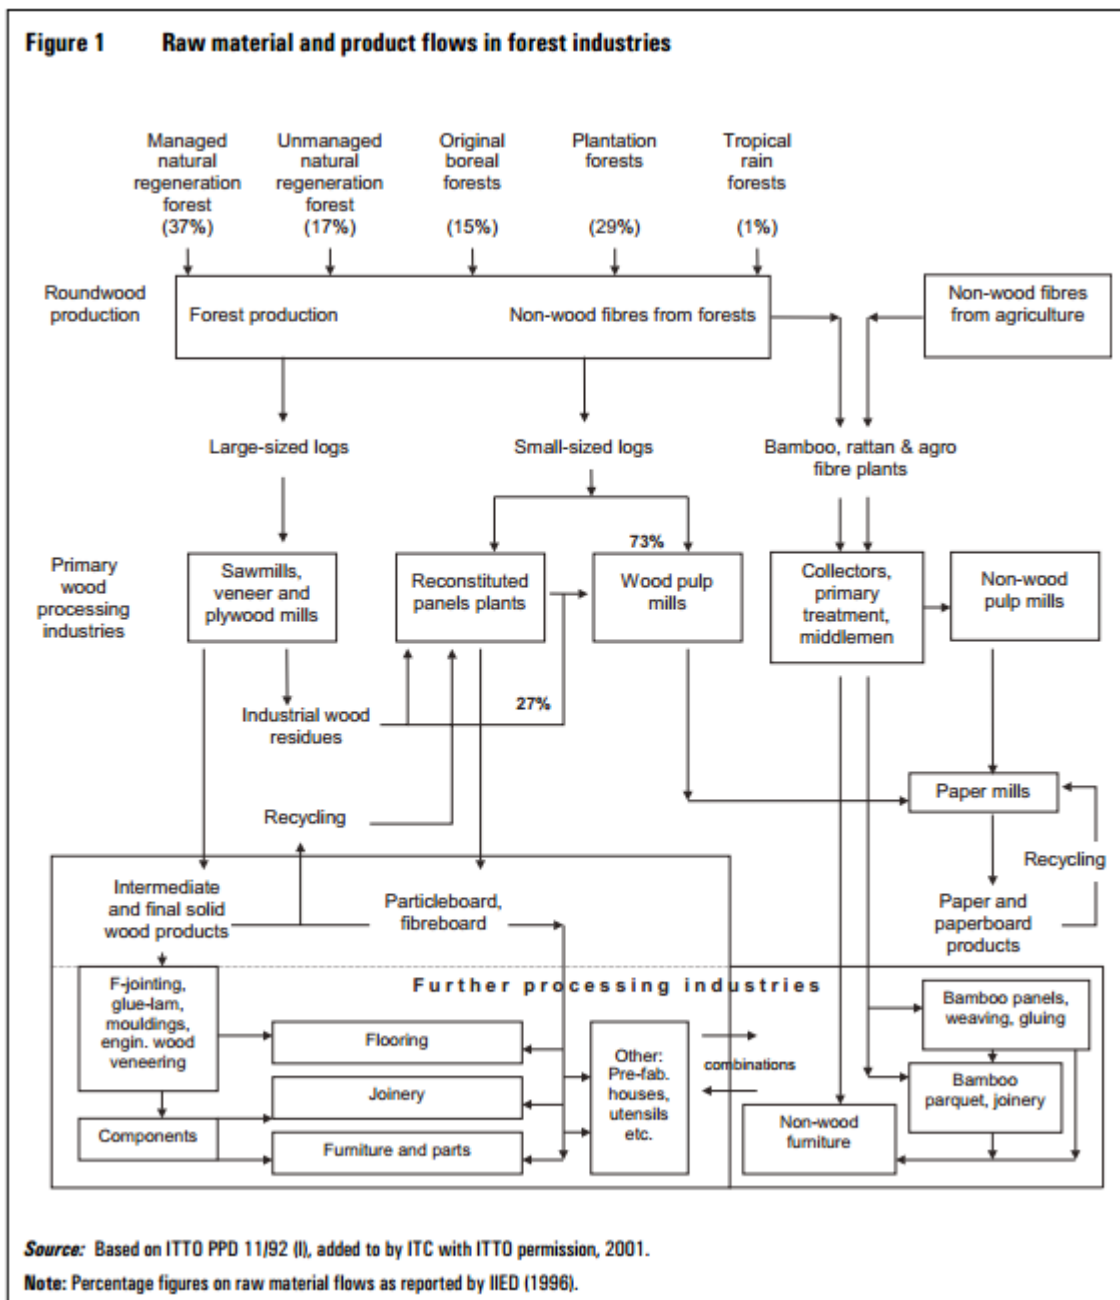 Figure 1 Raw material and product flows in forest industries
Managed
natural
regeneration
forest
(37%)
Unmanaged
natural
regeneration
forest
(17%)
Original
boreal
forests
(15%)
Plantation
forests
(29%)
Tropical
rain
forests
(1%)
Roundwood
production
Forest production
Non-wood fibres from forests
Non-wood fibres
from agriculture
Large-sized logs
Small-sized logs
Bamboo, rattan & agro
fibre plants
Primary
wood
processing
industries
Sawmills,
veneer and
plywood mills
Reconstituted
panels plants
73%
Wood pulp
mills
Collectors,
primary
treatment,
middlemen
Non-wood
pulp mills
Industrial wood
residues
27%
Recycling
Paper mills
Recycling
Intermediate
and final solid
wood products
Particleboard,
fibreboard
Paper and
paperboard
products
Further processing industries
F-jointing,
glue-lam,
mouldings,
engin. wood
veneering
Flooring
Joinery
Components
Furniture and parts
Other:
Pre-fab.
houses,
utensils
etc.
combinations
Bamboo panels,
weaving, gluing
Bamboo
parquet, joinery
Non-wood
furniture
Source: Based on ITTO PPD 11/92 (I), added to by ITC with ITTO permission, 2001.
Note: Percentage figures on raw material flows as reported by IIED (1996).